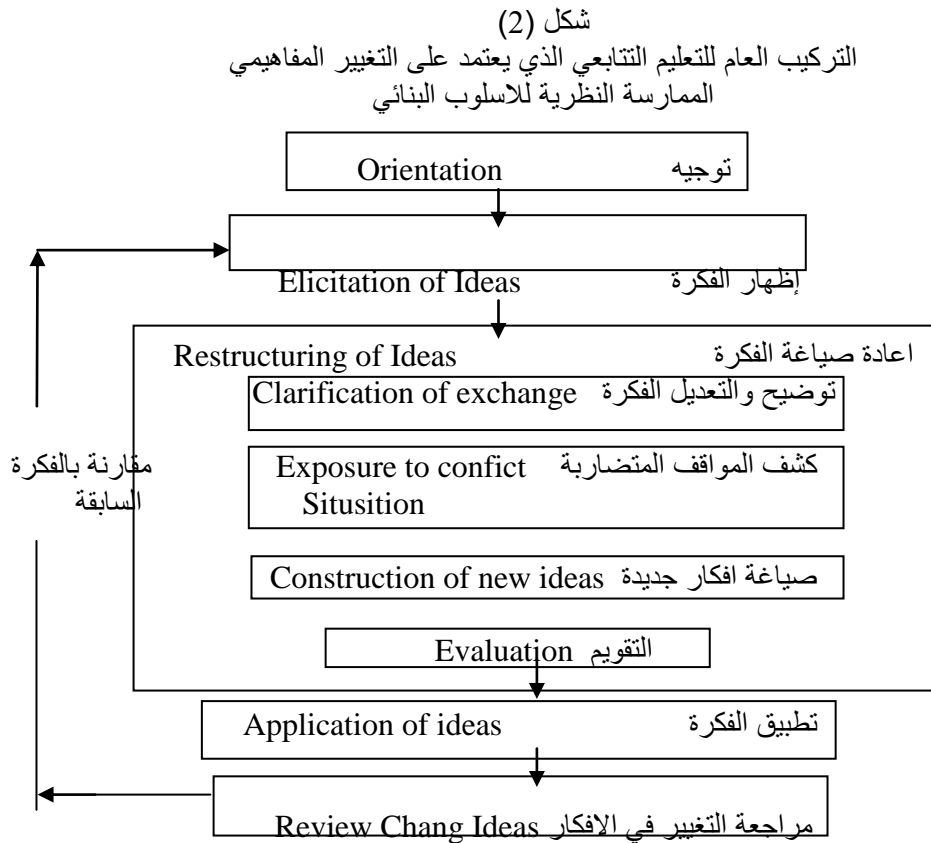 شكل (2)
التركيب العام للتعليم التتابعي الذي يعتمد على التغيير المفاهيمي
الممارسة النظرية للاسلوب البنائي
توجيه Orientation
إظهار الفكرة Elicitation of Ideas
اعادة صياغة الفكرة Restructuring of Ideas
توضيح والتعديل الفكرة Clarification of exchange
كشف المواقف المتضاربة Exposure to confict
Situsition
صياغة افكار جديدة Construction of new ideas
التقويم Evaluation
تطبيق الفكرة Application of ideas
مراجعة التغيير في الافكار Review Chang Ideas
مقارنة بالفكرة
السابقة